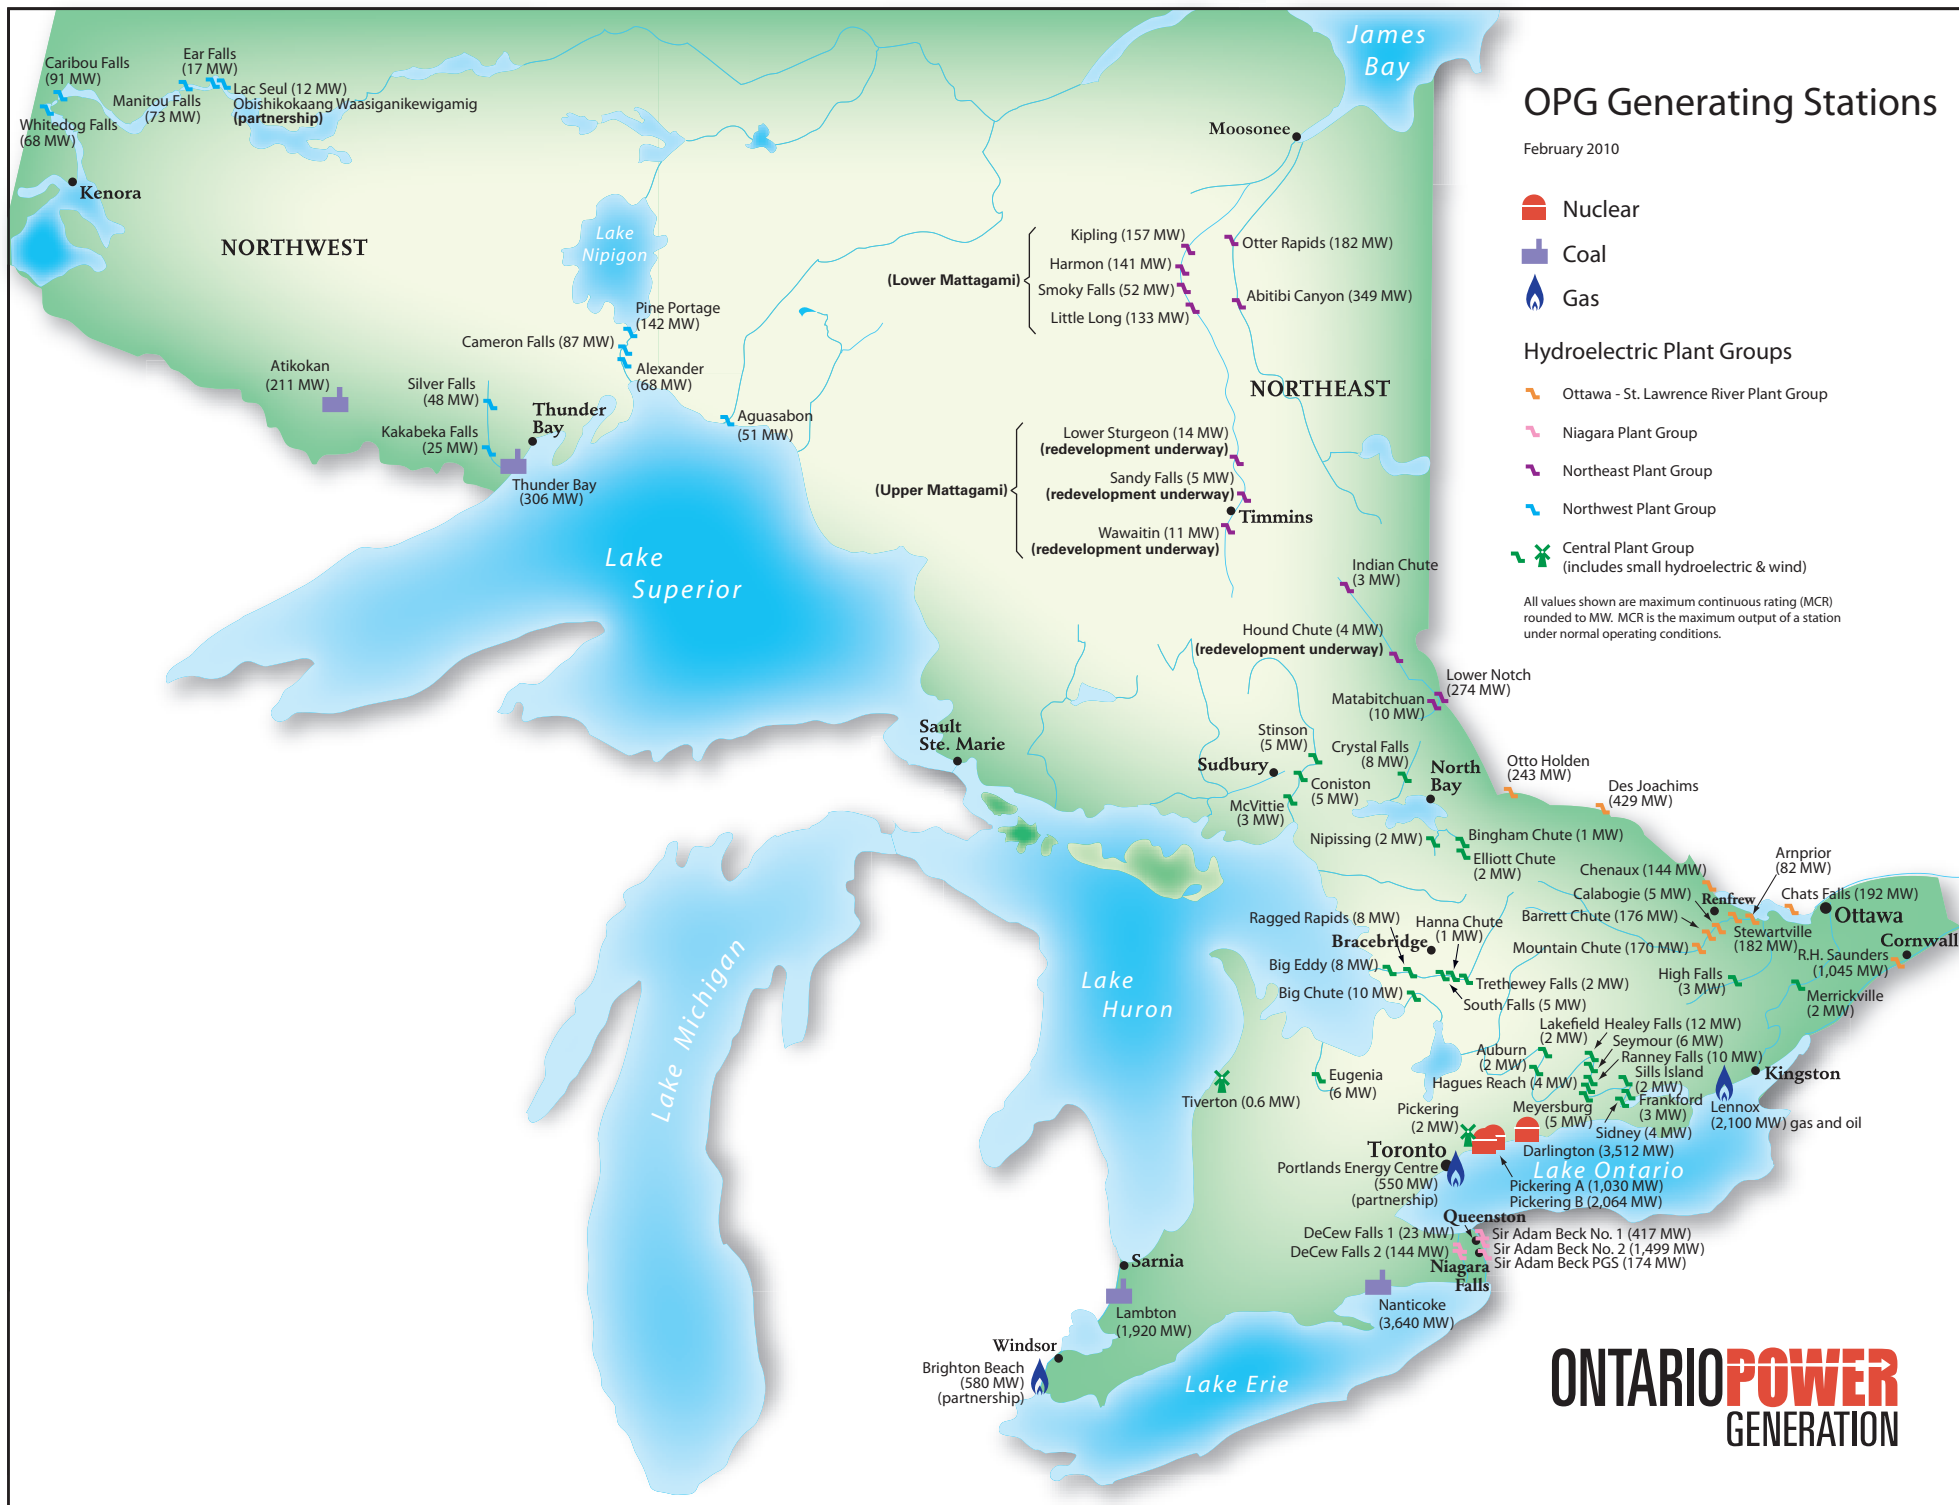 OPG Generating Stations
February 2010
Nuclear
Coal
Gas
Hydroelectric Plant Groups
Ottawa - St. Lawrence River Plant Group
Niagara Plant Group
Northeast Plant Group
Northwest Plant Group
Central Plant Group
(includes small hydroelectric & wind)
All values shown are maximum continuous rating (MCR)
rounded to MW. MCR is the maximum output of a station
under normal operating conditions.
James
Bay
Caribou Falls
(91 MW)
Ear Falls
(17 MW)
Manitou Falls
(73 MW)
Lac Seul (12 MW)
Obishikokaang Waasiganikewigamig
(partnership)
Whitedog Falls
(68 MW)
Kenora
NORTHWEST
Lake
Nipigon
Pine Portage
(142 MW)
Cameron Falls (87 MW)
Alexander
(68 MW)
Atikokan
(211 MW)
Silver Falls
(48 MW)
Thunder
Bay
Kakabeka Falls
(25 MW)
Thunder Bay
(306 MW)
Aguasabon
(51 MW)
Moosonee
(Lower Mattagami)
Kipling (157 MW)
Harmon (141 MW)
Smoky Falls (52 MW)
Little Long (133 MW)
Otter Rapids (182 MW)
Abitibi Canyon (349 MW)
NORTHEAST
(Upper Mattagami)
Lower Sturgeon (14 MW)
(redevelopment underway)
Sandy Falls (5 MW)
(redevelopment underway)
Timmins
Wawaitin (11 MW)
(redevelopment underway)
Indian Chute
(3 MW)
Hound Chute (4 MW)
(redevelopment underway)
Lower Notch
(274 MW)
Matabitchuan
(10 MW)
Lake
Superior
Sault
Ste. Marie
Stinson
(5 MW)
Sudbury
Crystal Falls
(8 MW)
Coniston
(5 MW)
McVittie
(3 MW)
North
Bay
Otto Holden
(243 MW)
Des Joachims
(429 MW)
Nipissing (2 MW)
Bingham Chute (1 MW)
Elliott Chute
(2 MW)
Arnprior
(82 MW)
Chenaux (144 MW)
Calabogie (5 MW)
Renfrew
Chats Falls (192 MW)
Barrett Chute (176 MW)
Ottawa
Stewartville
(182 MW)
Mountain Chute (170 MW)
Cornwall
R.H. Saunders
(1,045 MW)
High Falls
(3 MW)
Merrickville
(2 MW)
Ragged Rapids (8 MW)
Hanna Chute
(1 MW)
Bracebridge
Big Eddy (8 MW)
Trethewey Falls (2 MW)
Big Chute (10 MW)
South Falls (5 MW)
Lake
Huron
Lake Michigan
Lakefield
(2 MW)
Healey Falls (12 MW)
Seymour (6 MW)
Auburn
(2 MW)
Ranney Falls (10 MW)
Hagues Reach (4 MW)
Sills Island
(2 MW)
Kingston
Frankford
(3 MW)
Meyersburg
(5 MW)
Sidney (4 MW)
Lennox
(2,100 MW) gas and oil
Eugenia
(6 MW)
Tiverton (0.6 MW)
Pickering
(2 MW)
Toronto
Darlington (3,512 MW)
Lake Ontario
Portlands Energy Centre
(550 MW)
(partnership)
Pickering A (1,030 MW)
Pickering B (2,064 MW)
Queenston
DeCew Falls 1 (23 MW)
DeCew Falls 2 (144 MW)
Sir Adam Beck No. 1 (417 MW)
Sir Adam Beck No. 2 (1,499 MW)
Sir Adam Beck PGS (174 MW)
Niagara
Falls
Sarnia
Lambton
(1,920 MW)
Nanticoke
(3,640 MW)
Windsor
Brighton Beach
(580 MW)
(partnership)
Lake Erie
ONTARIOPOWER
GENERATION